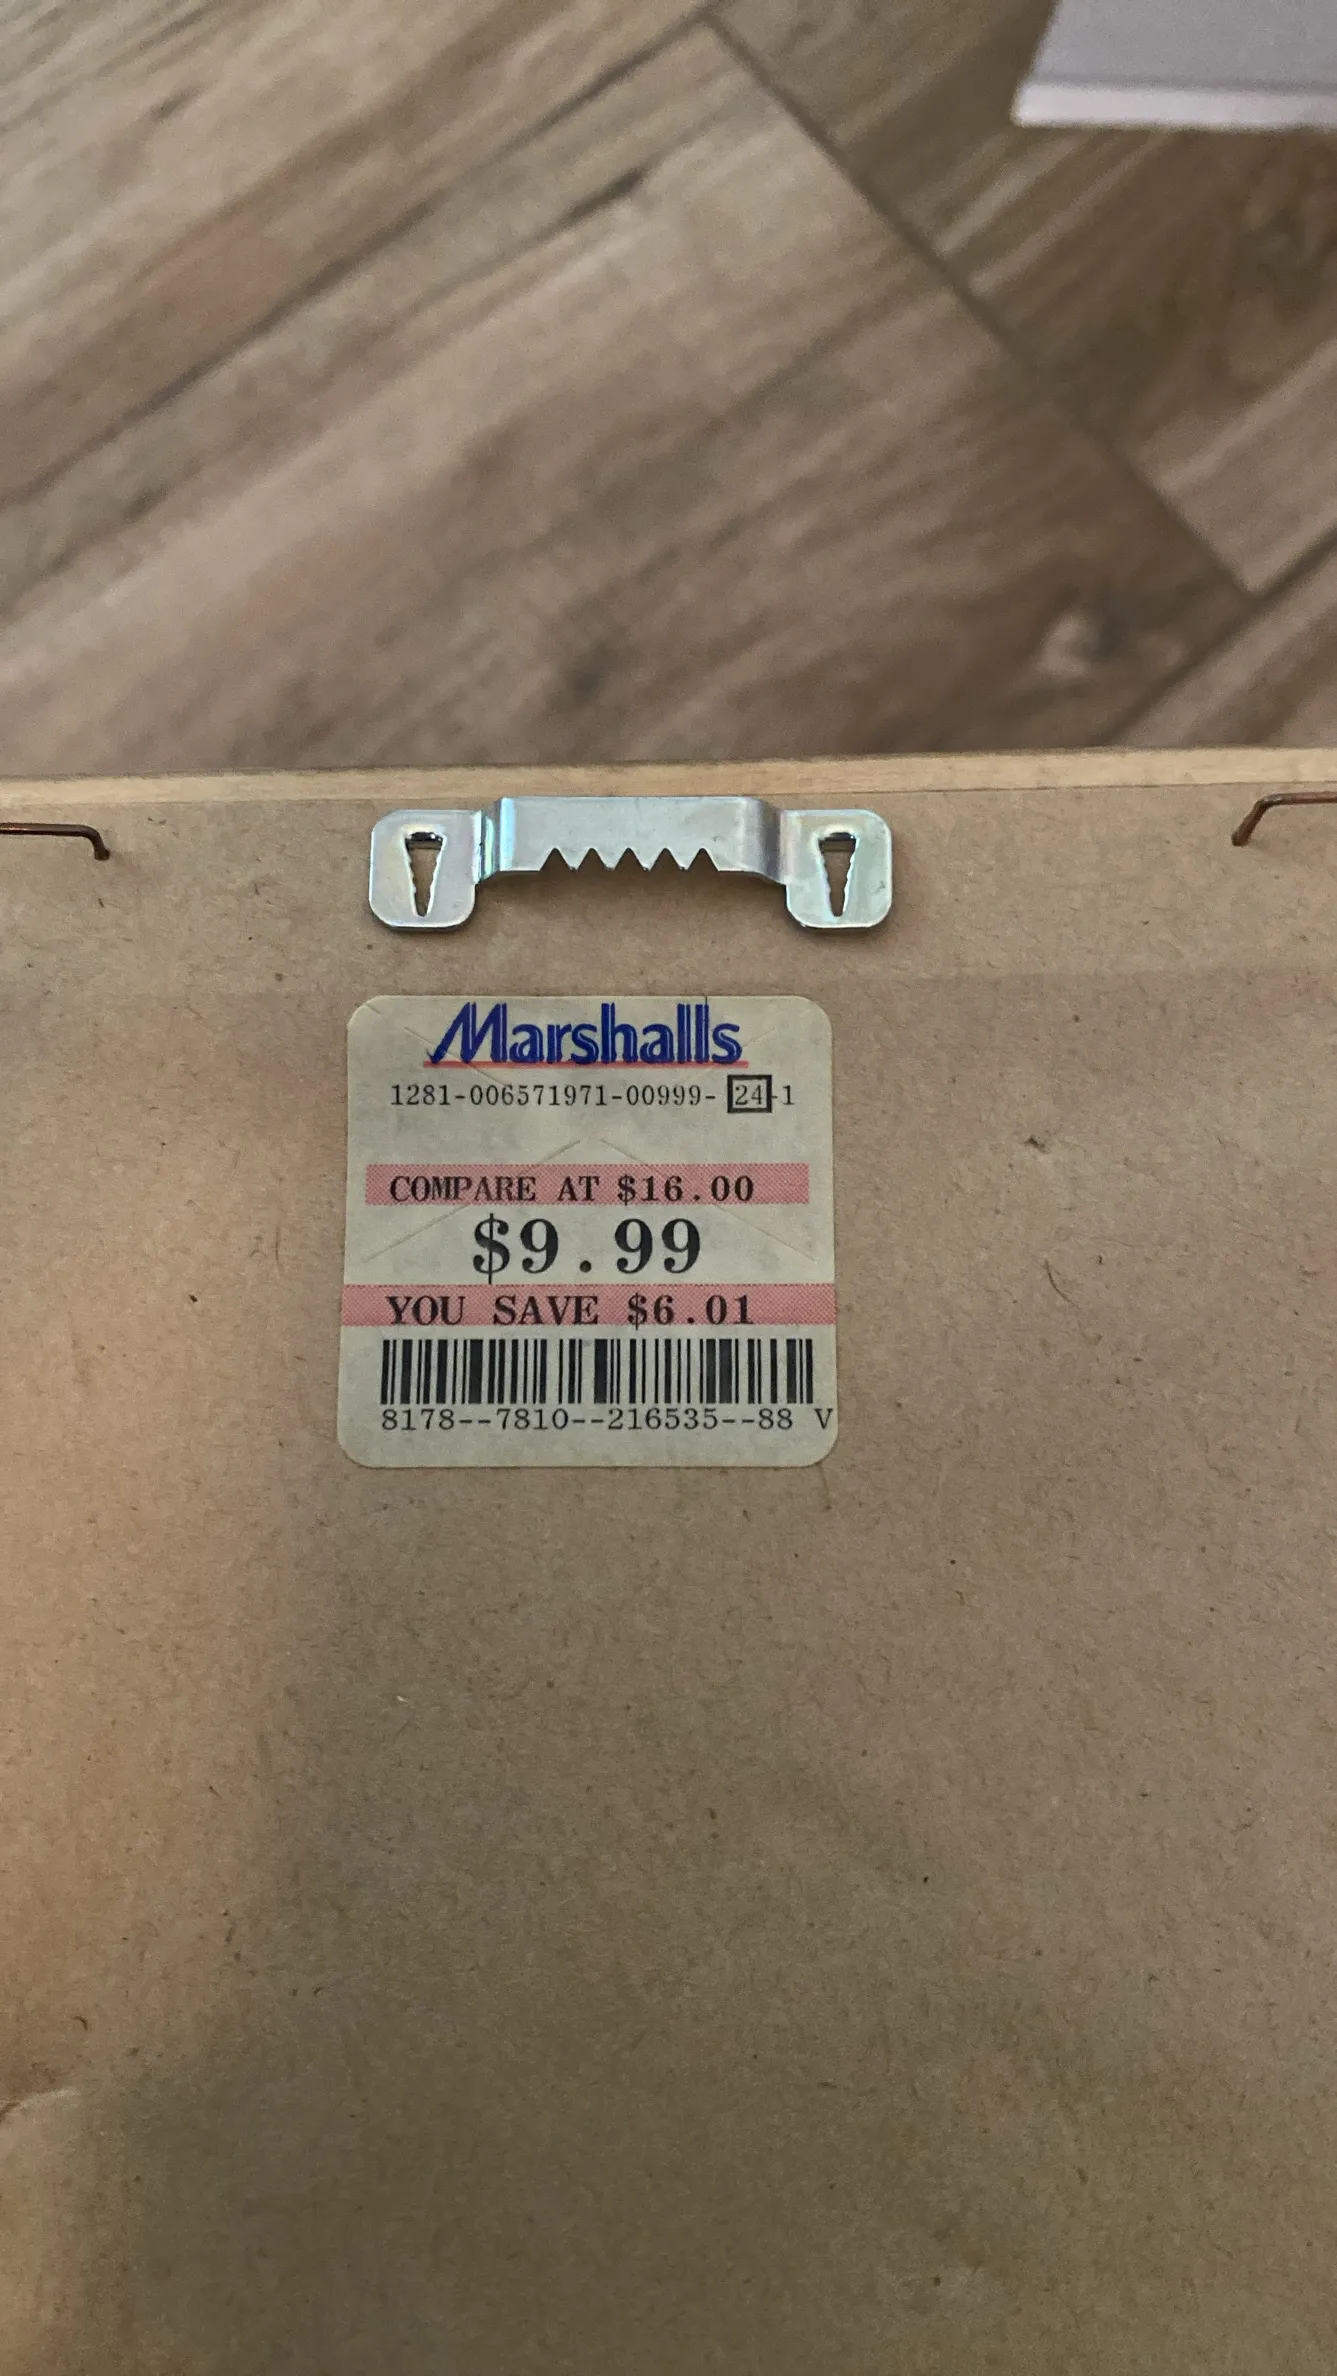 Marshalls
1281-006571971-00999- 24-1
COMPARE AT $16.00
$9.99
YOU SAVE $6.01
8178--7810--216535--88 V